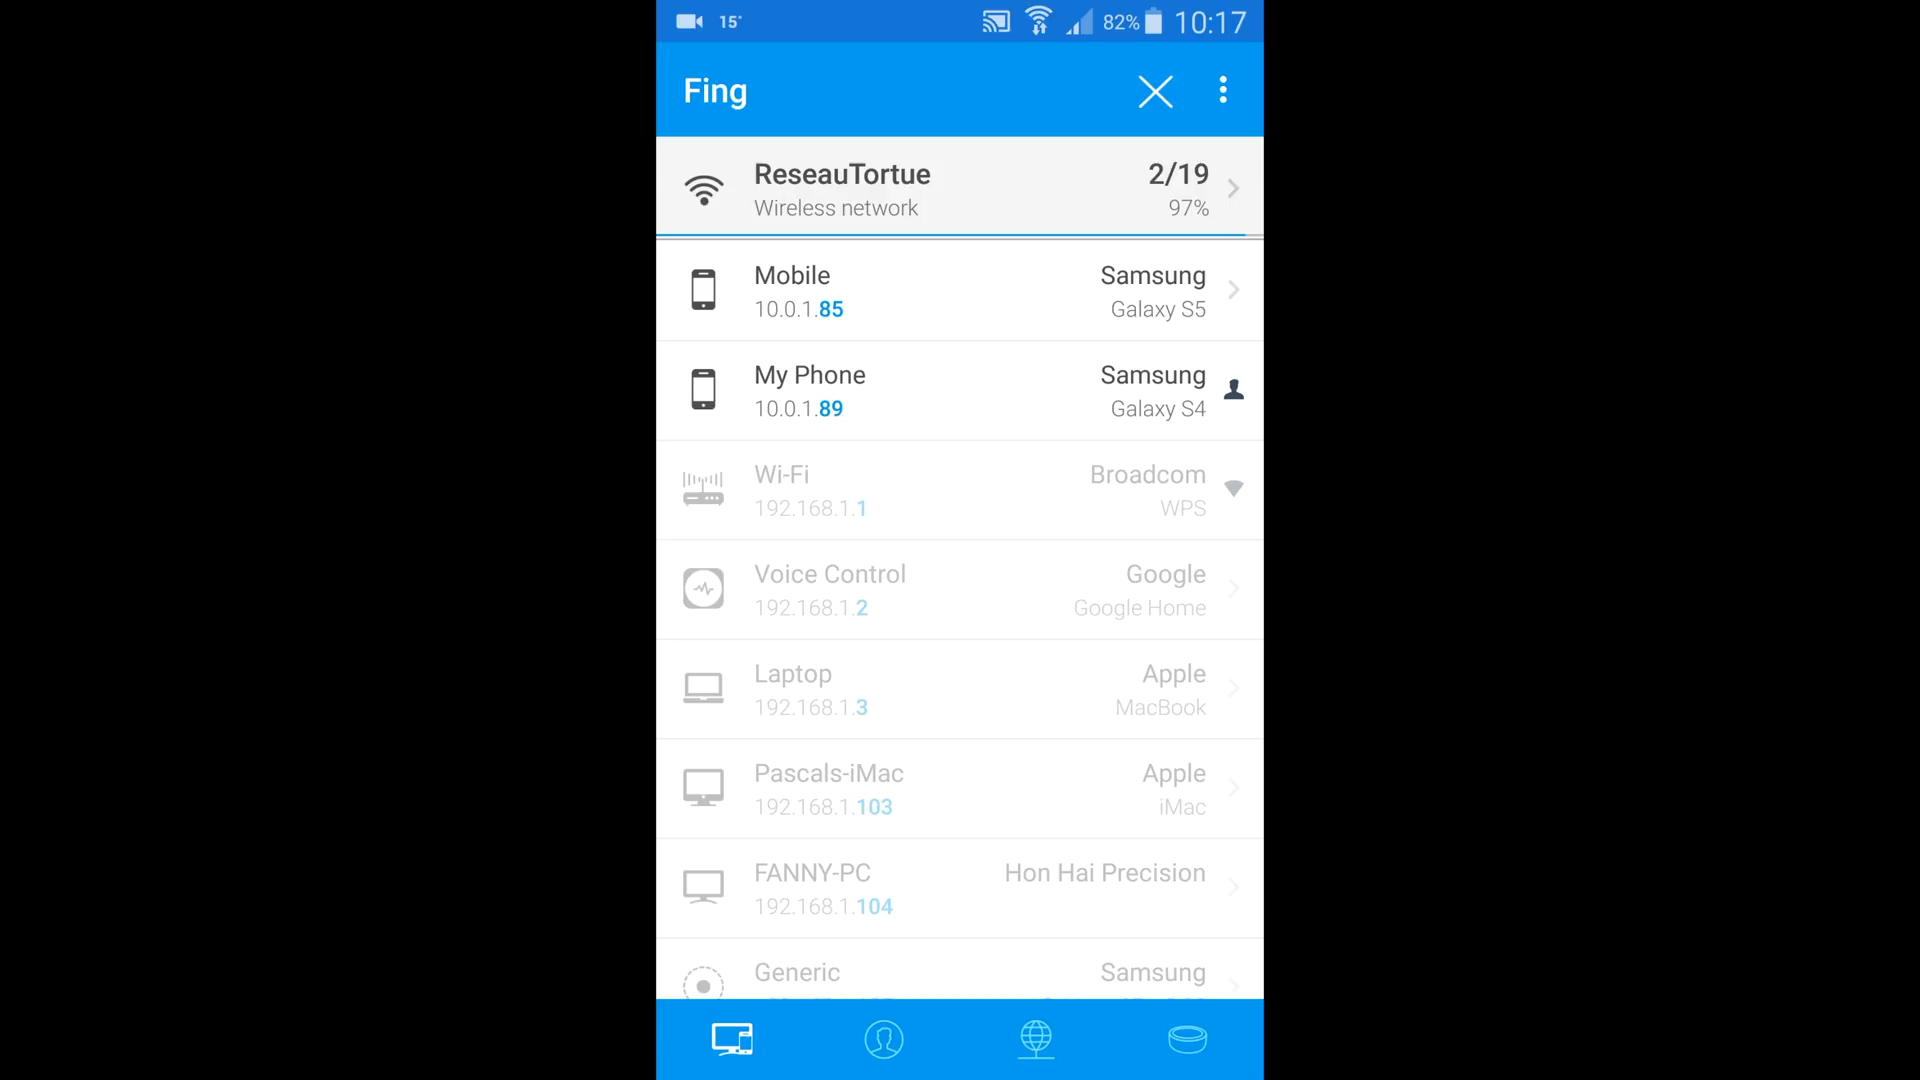 15°
82%
10:17
Fing
ReseauTortue
2/19
Wireless network
97%
Mobile
Samsung
10.0.1.85
Galaxy S5
My Phone
Samsung
10.0.1.89
Galaxy S4
Wi-Fi
Broadcom
192.168.1.1
WPS
Voice Control
Google
192.168.1.2
Google Home
Laptop
Apple
192.168.1.3
MacBook
Pascals-iMac
Apple
192.168.1.103
iMac
FANNY-PC
Hon Hai Precision
192.168.1.104
Generic
Samsung